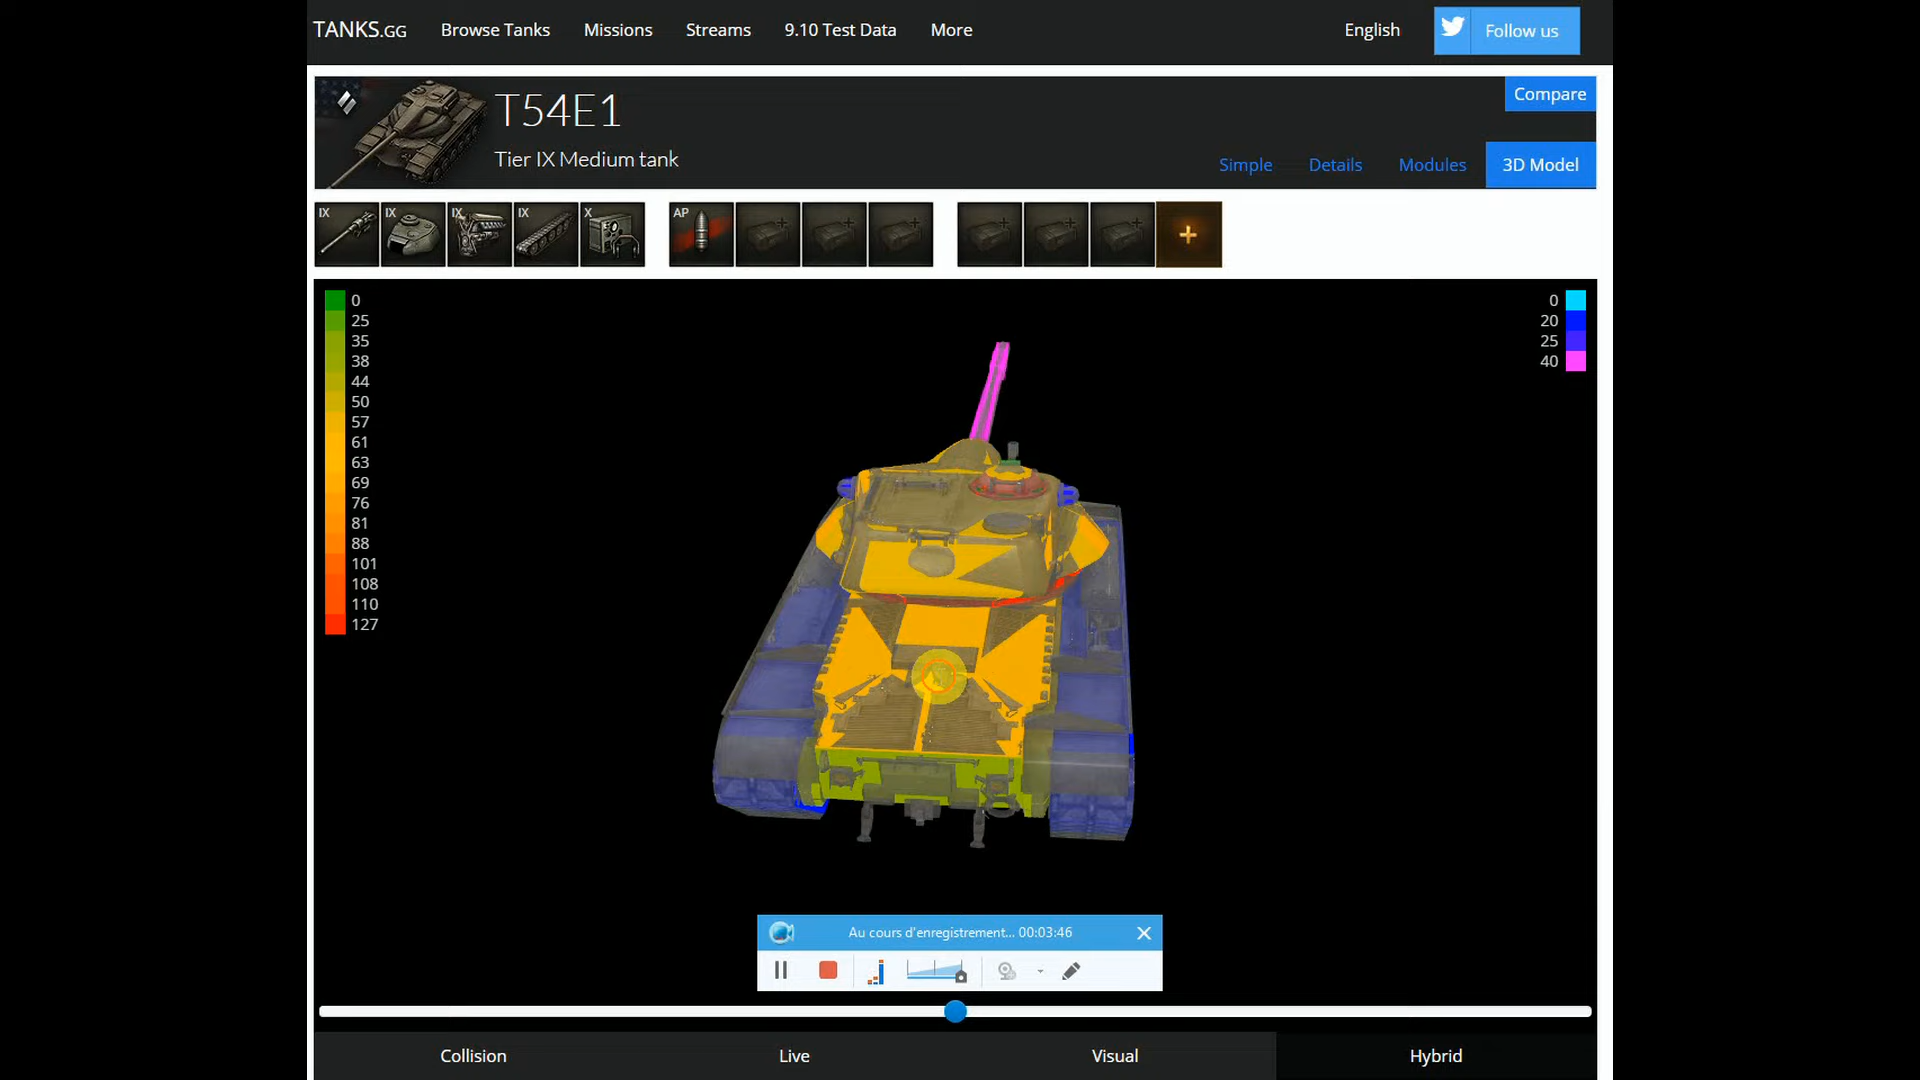 TANKS.GG Browse Tanks Missions Streams 9.10 Test Data More English Follow us
T54E1
Compare
Tier IX Medium tank
Simple Details Modules 3D Model
IX IX IX IX X AP
0
25
35
38
44
50
57
61
63
69
76
81
88
101
108
110
127
0
20
25
40
Au cours d'enregistrement... 00:03:46
Collision Live Visual Hybrid